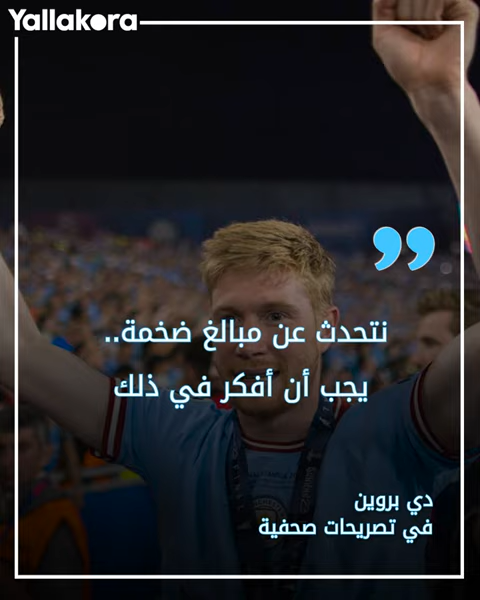 Yallakora
نتحدث عن مبالغ ضخمة..
يجب أن أفكر في ذلك
دي بروين
في تصريحات صحفية